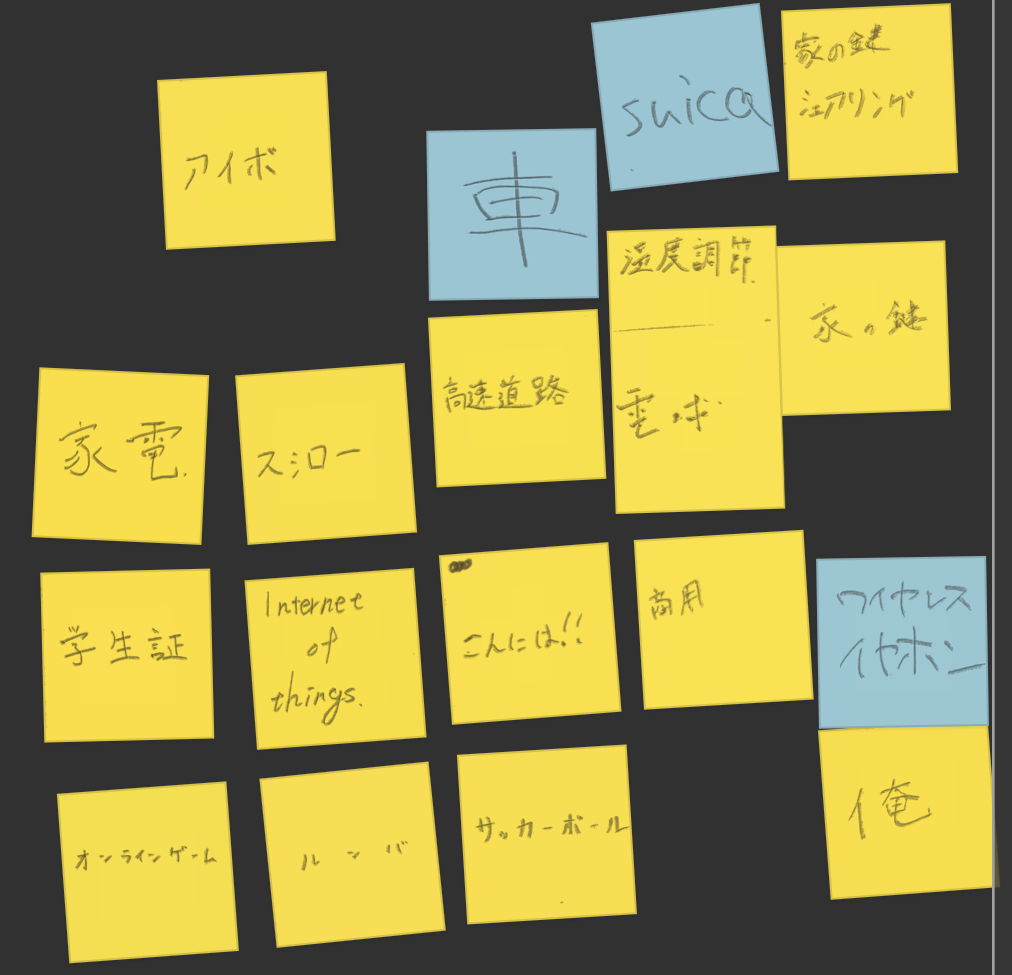 アイボ
suica
家の鍵
シェアリング
車
湿度調節
電球
家の鍵
高速道路
家電.
スシロー
学生証
Internet
of
things.
こんには!!
商用
ワイヤレス
イヤホン
俺
オンラインゲーム
ルンバ
サッカーボール